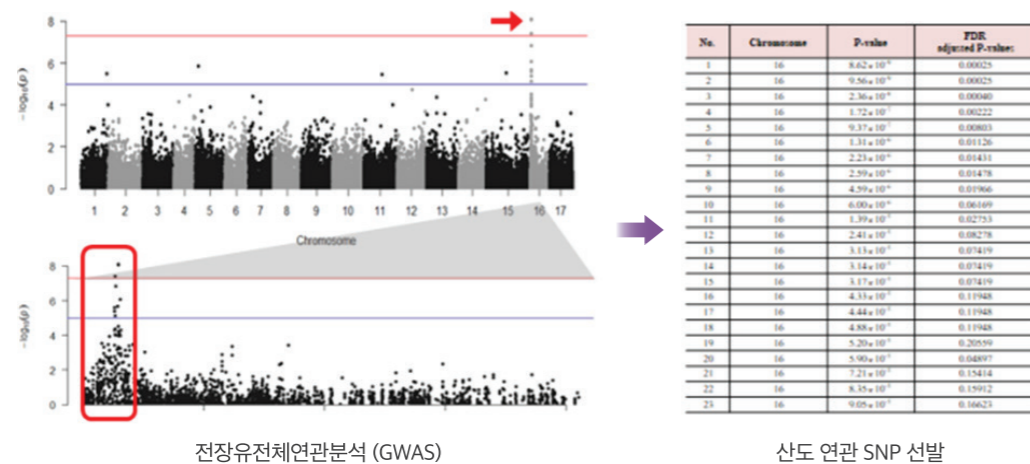 8
6
4
2
0
-log10(p)
1 2 3 4 5 6 7 8 9 10 11 12 13 14 15 16 17
Chromosome
8
6
4
2
0
-log10(p)
전장유전체연관분석 (GWAS)
No. Chromosome P-value FDR
adjusted P-values
1 16 0.00025
2 16 0.00025
3 16 0.00040
4 16 0.00222
5 16 0.00803
6 16 0.01126
7 16 0.01431
8 16 0.01478
9 16 0.01966
10 16 0.06169
11 16 0.02753
12 16 0.08278
13 16 0.07419
14 16 0.07419
15 16 0.07419
16 16 0.11948
17 16 0.11948
18 16 0.11948
19 16 0.20559
20 16 0.04897
21 16 0.15414
22 16 0.15912
23 16 0.16623
산도 연관 SNP 선발